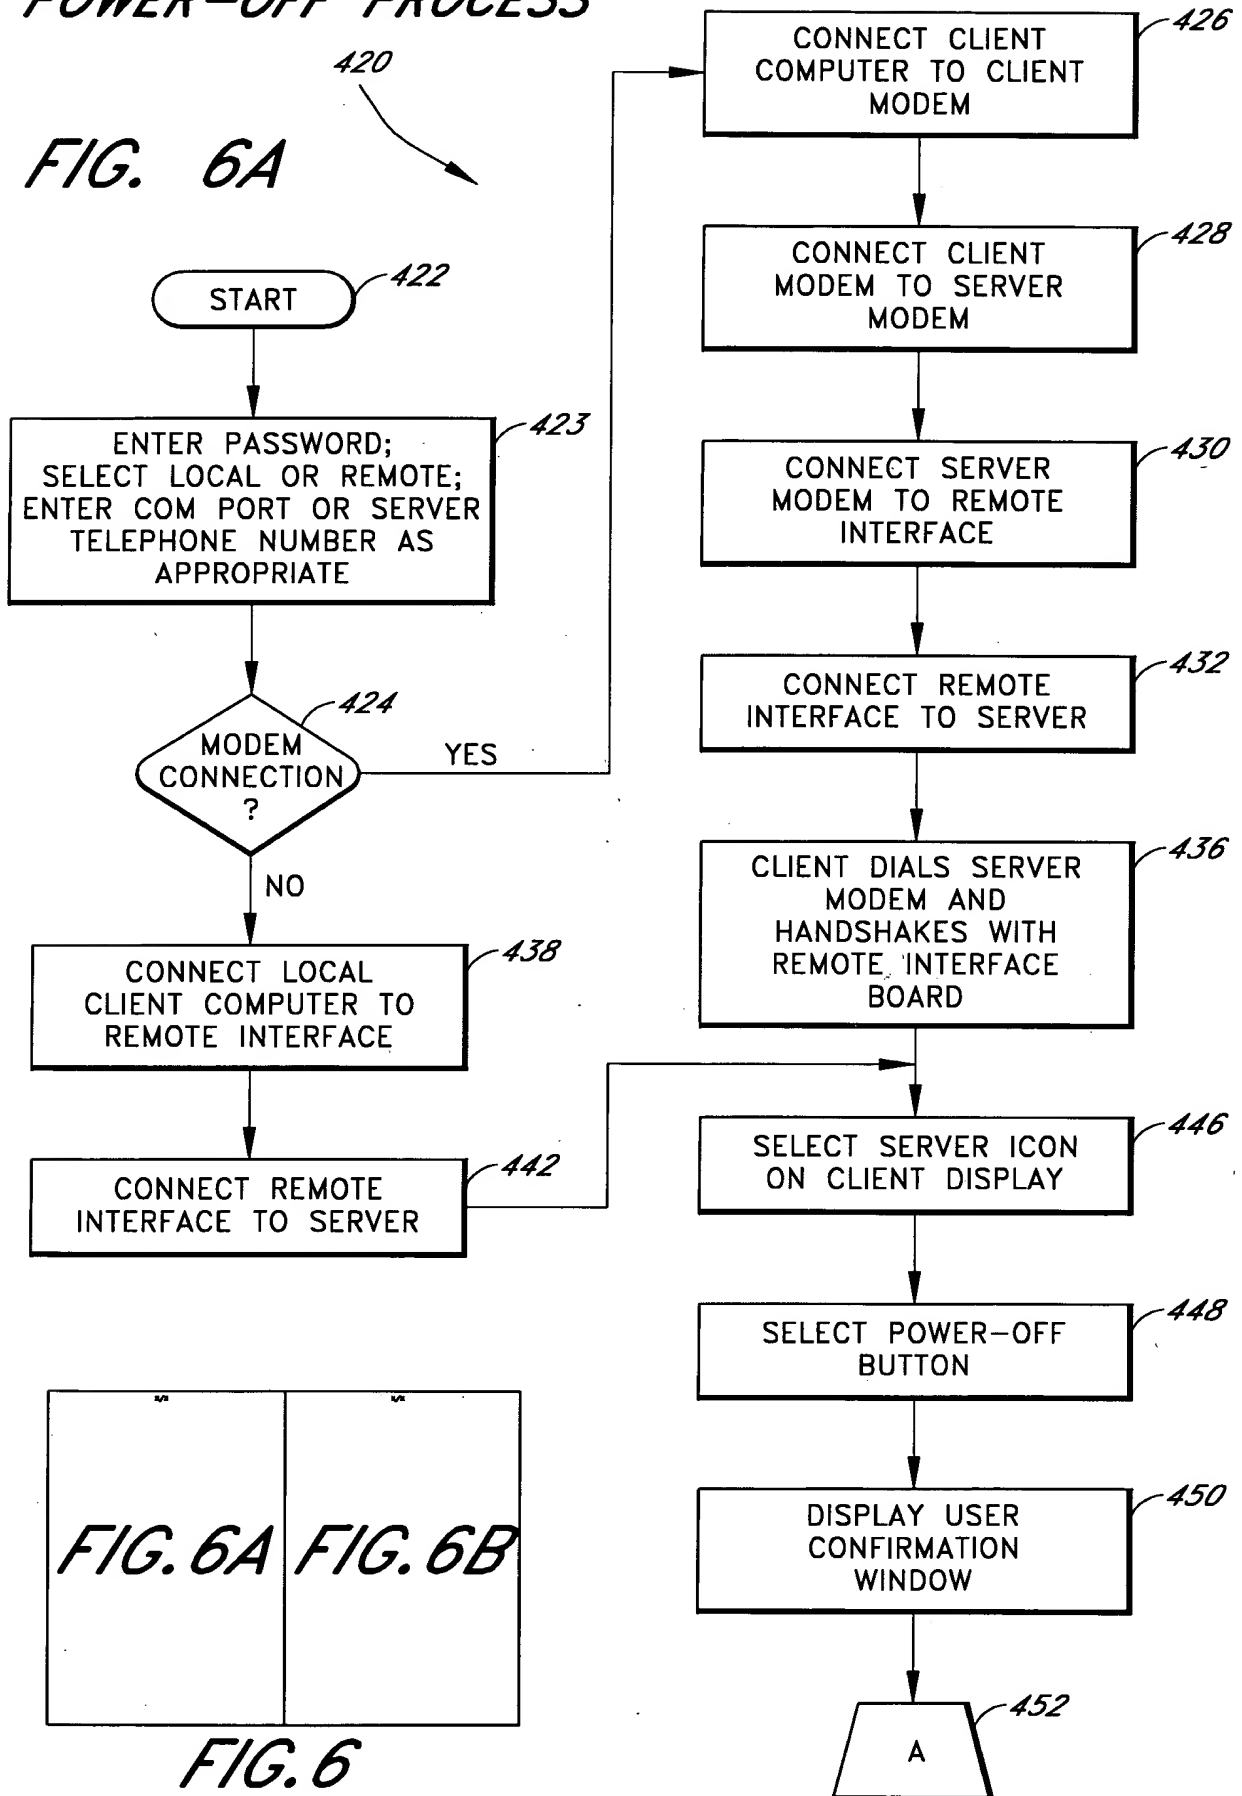 POWER-OFF PROCESS
420
FIG. 6A
START
422
ENTER PASSWORD;
SELECT LOCAL OR REMOTE;
ENTER COM PORT OR SERVER
TELEPHONE NUMBER AS
APPROPRIATE
423
MODEM
CONNECTION
?
424
YES
NO
CONNECT LOCAL
CLIENT COMPUTER TO
REMOTE INTERFACE
438
CONNECT REMOTE
INTERFACE TO SERVER
442
CONNECT CLIENT
COMPUTER TO CLIENT
MODEM
426
CONNECT CLIENT
MODEM TO SERVER
MODEM
428
CONNECT SERVER
MODEM TO REMOTE
INTERFACE
430
CONNECT REMOTE
INTERFACE TO SERVER
432
CLIENT DIALS SERVER
MODEM AND
HANDSHAKES WITH
REMOTE INTERFACE
BOARD
436
SELECT SERVER ICON
ON CLIENT DISPLAY
446
SELECT POWER-OFF
BUTTON
448
DISPLAY USER
CONFIRMATION
WINDOW
450
A
452
FIG. 6A
FIG. 6B
FIG. 6